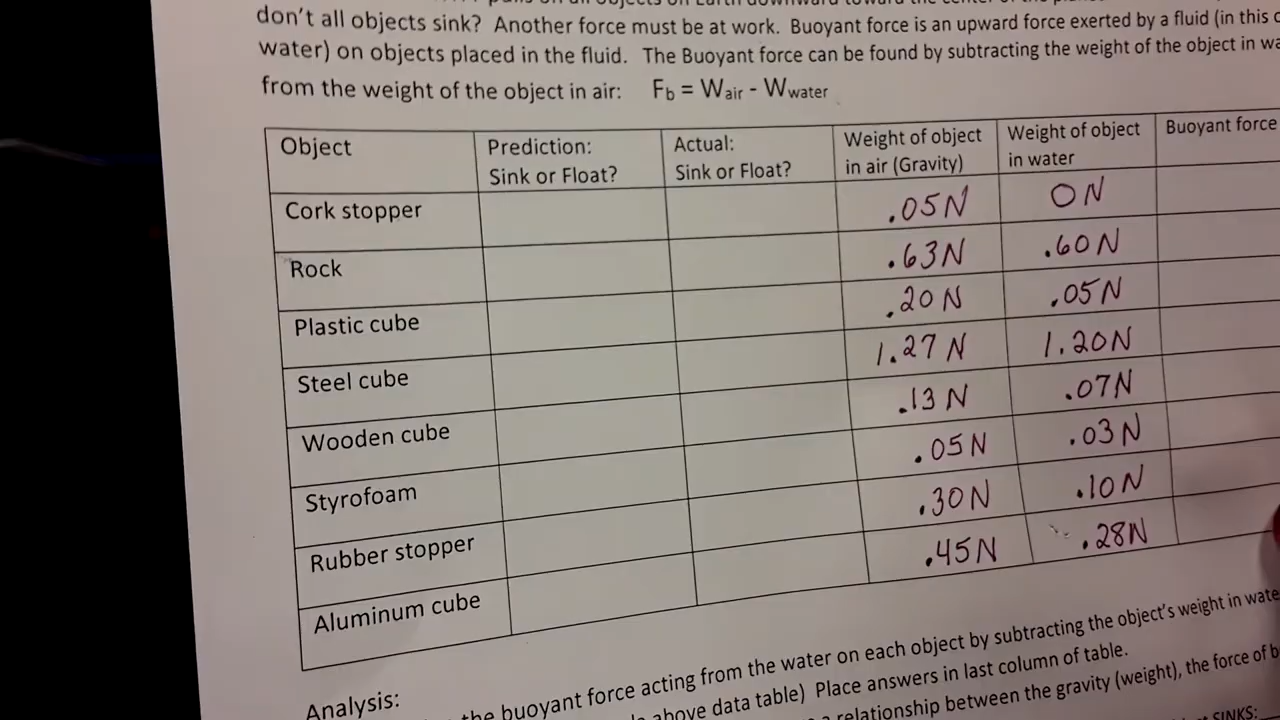 don't all objects sink? Another force must be at work. Buoyant force is an upward force exerted by a fluid (in this
water) on objects placed in the fluid. The Buoyant force can be found by subtracting the weight of the object in
from the weight of the object in air: Fb = Wair - Wwater
Object Prediction: Sink or Float? Actual: Sink or Float? Weight of object in air (Gravity) Weight of object in water Buoyant force
Cork stopper .05N 0N
Rock .63N .60N
Plastic cube .20N .05N
Steel cube 1.27N 1.20N
Wooden cube .13N .07N
Styrofoam .05N .03N
Rubber stopper .30N .10N
Aluminum cube .45N .28N
Analysis:
the buoyant force acting from the water on each object by subtracting the object's weight in
above data table) Place answers in last column of table.
relationship between the gravity (weight), the force of
SINKS: